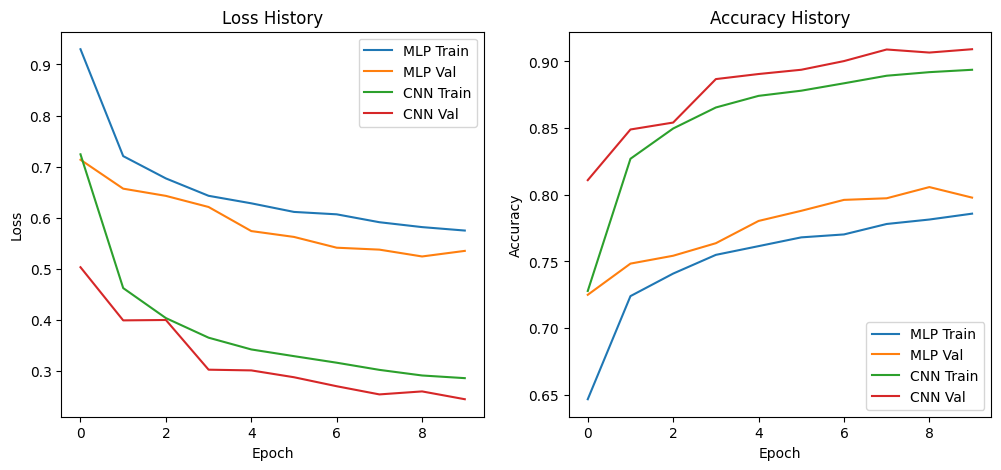 Loss History
Loss
0.9
0.8
0.7
0.6
0.5
0.4
0.3
0
2
4
6
8
Epoch
MLP Train
MLP Val
CNN Train
CNN Val
Accuracy History
Accuracy
0.90
0.85
0.80
0.75
0.70
0.65
0
2
4
6
8
Epoch
MLP Train
MLP Val
CNN Train
CNN Val